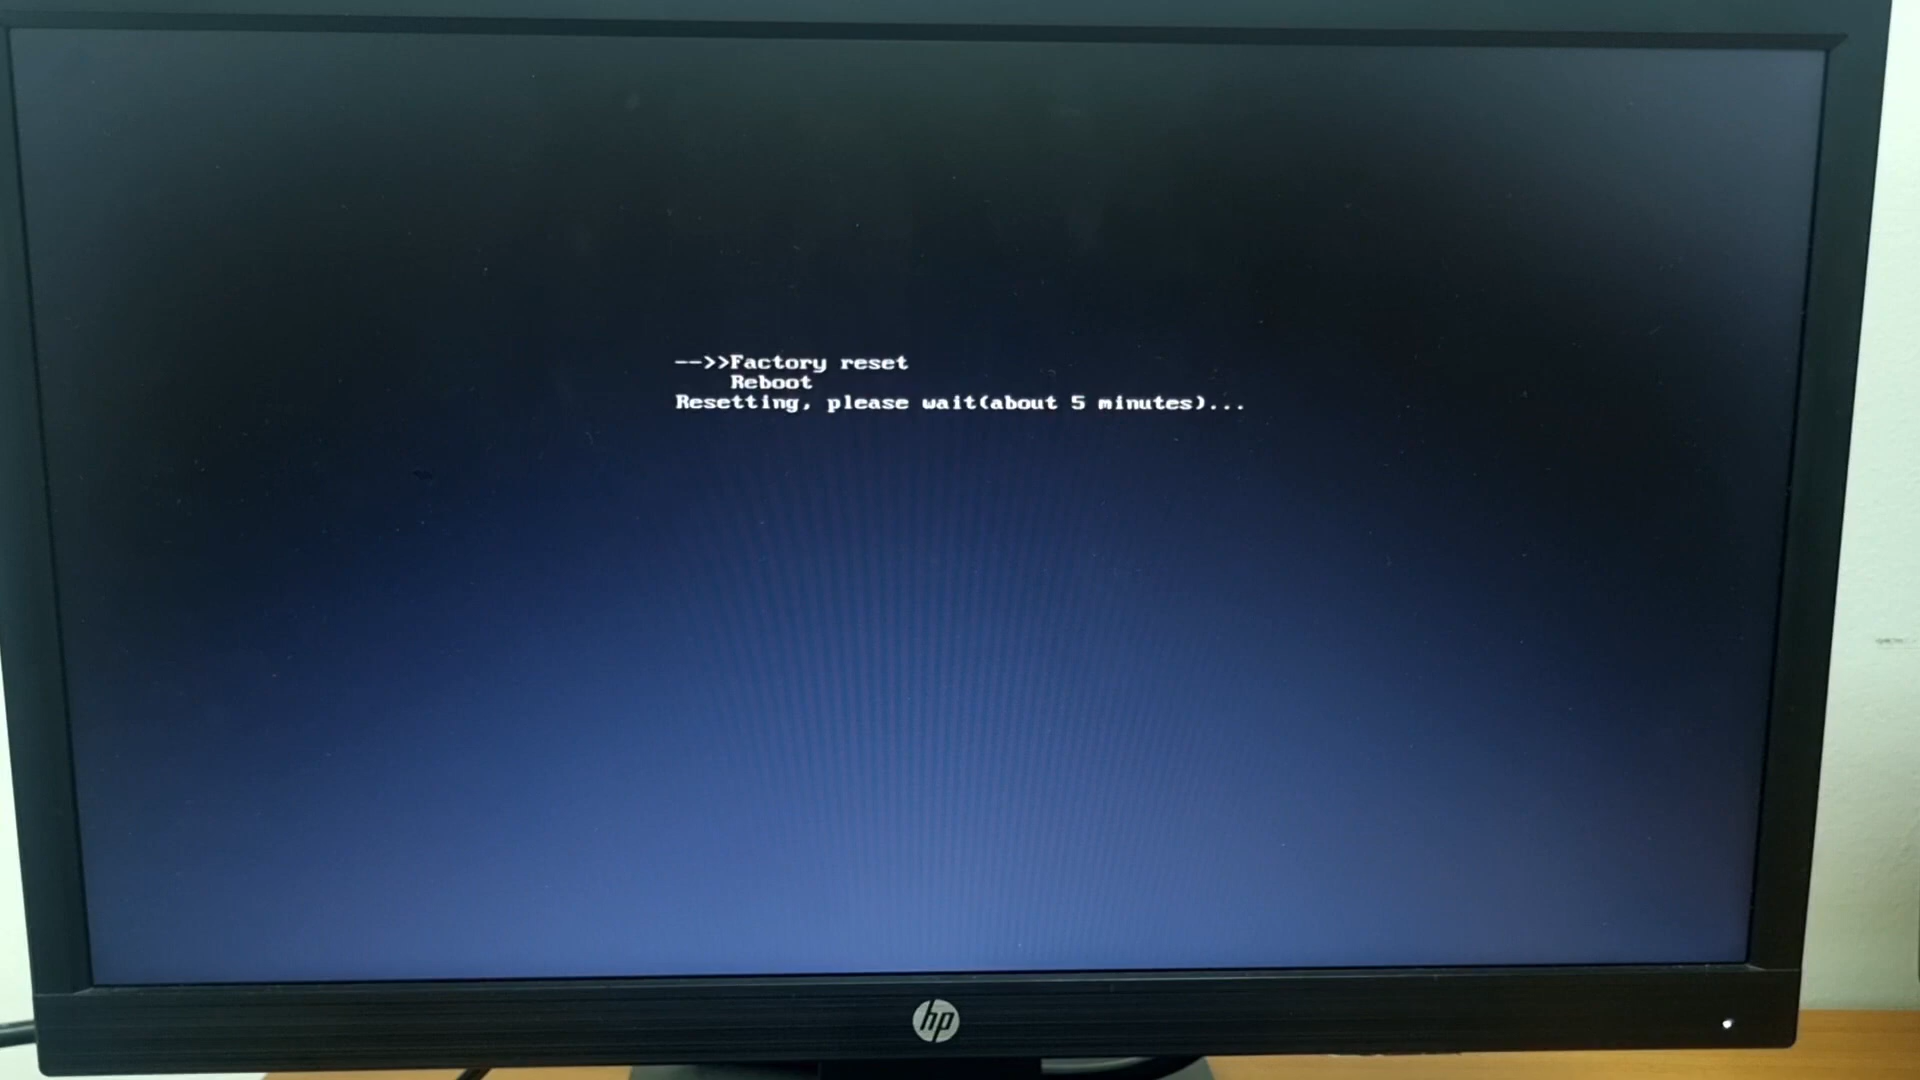 -->>Factory reset
Reboot
Resetting, please wait(about 5 minutes)...
hp